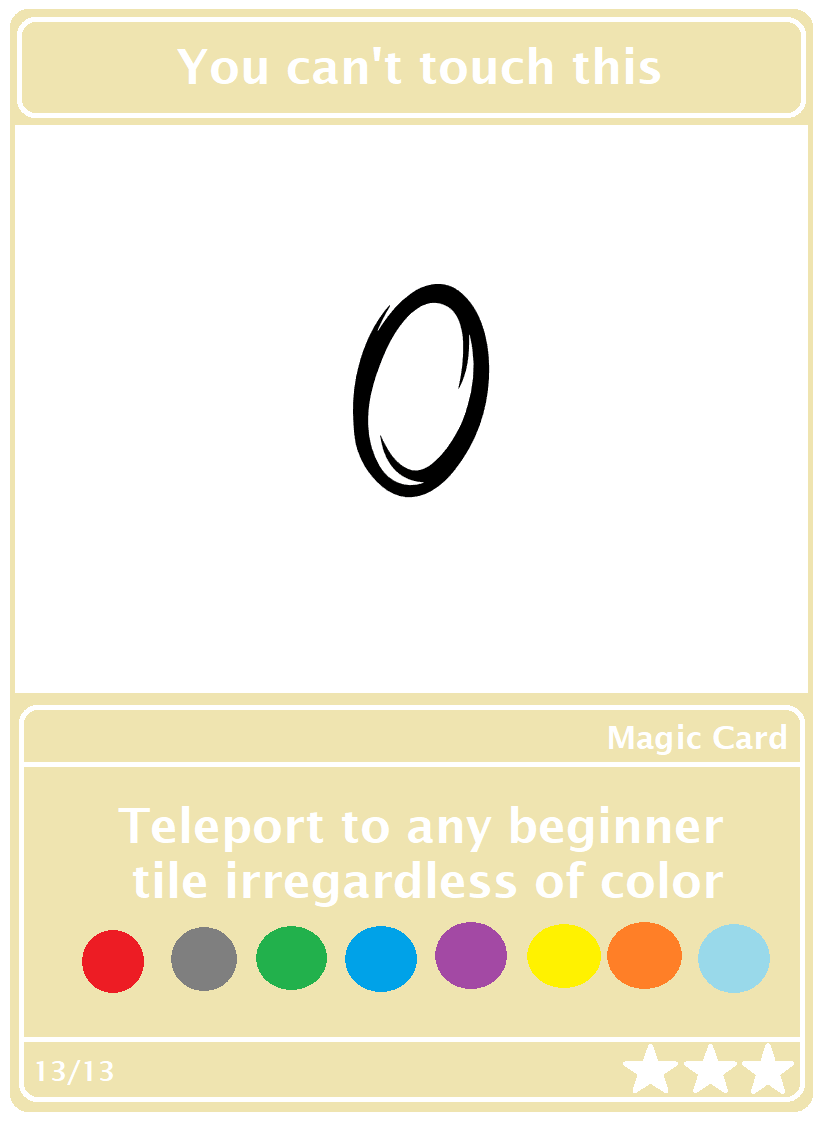 You can't touch this
Magic Card
Teleport to any beginner
tile irregardless of color
13/13